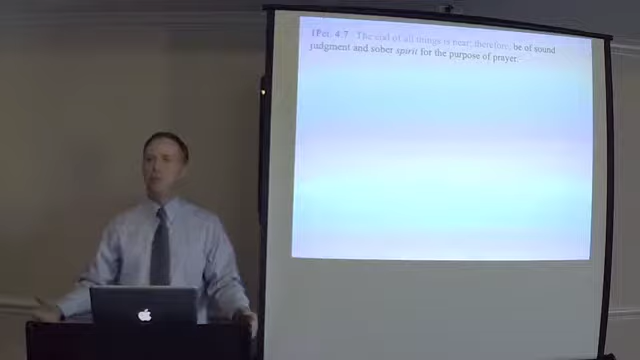 1Pet. 4:7 The end of all things is near; therefore, be of sound
judgment and sober spirit for the purpose of prayer.